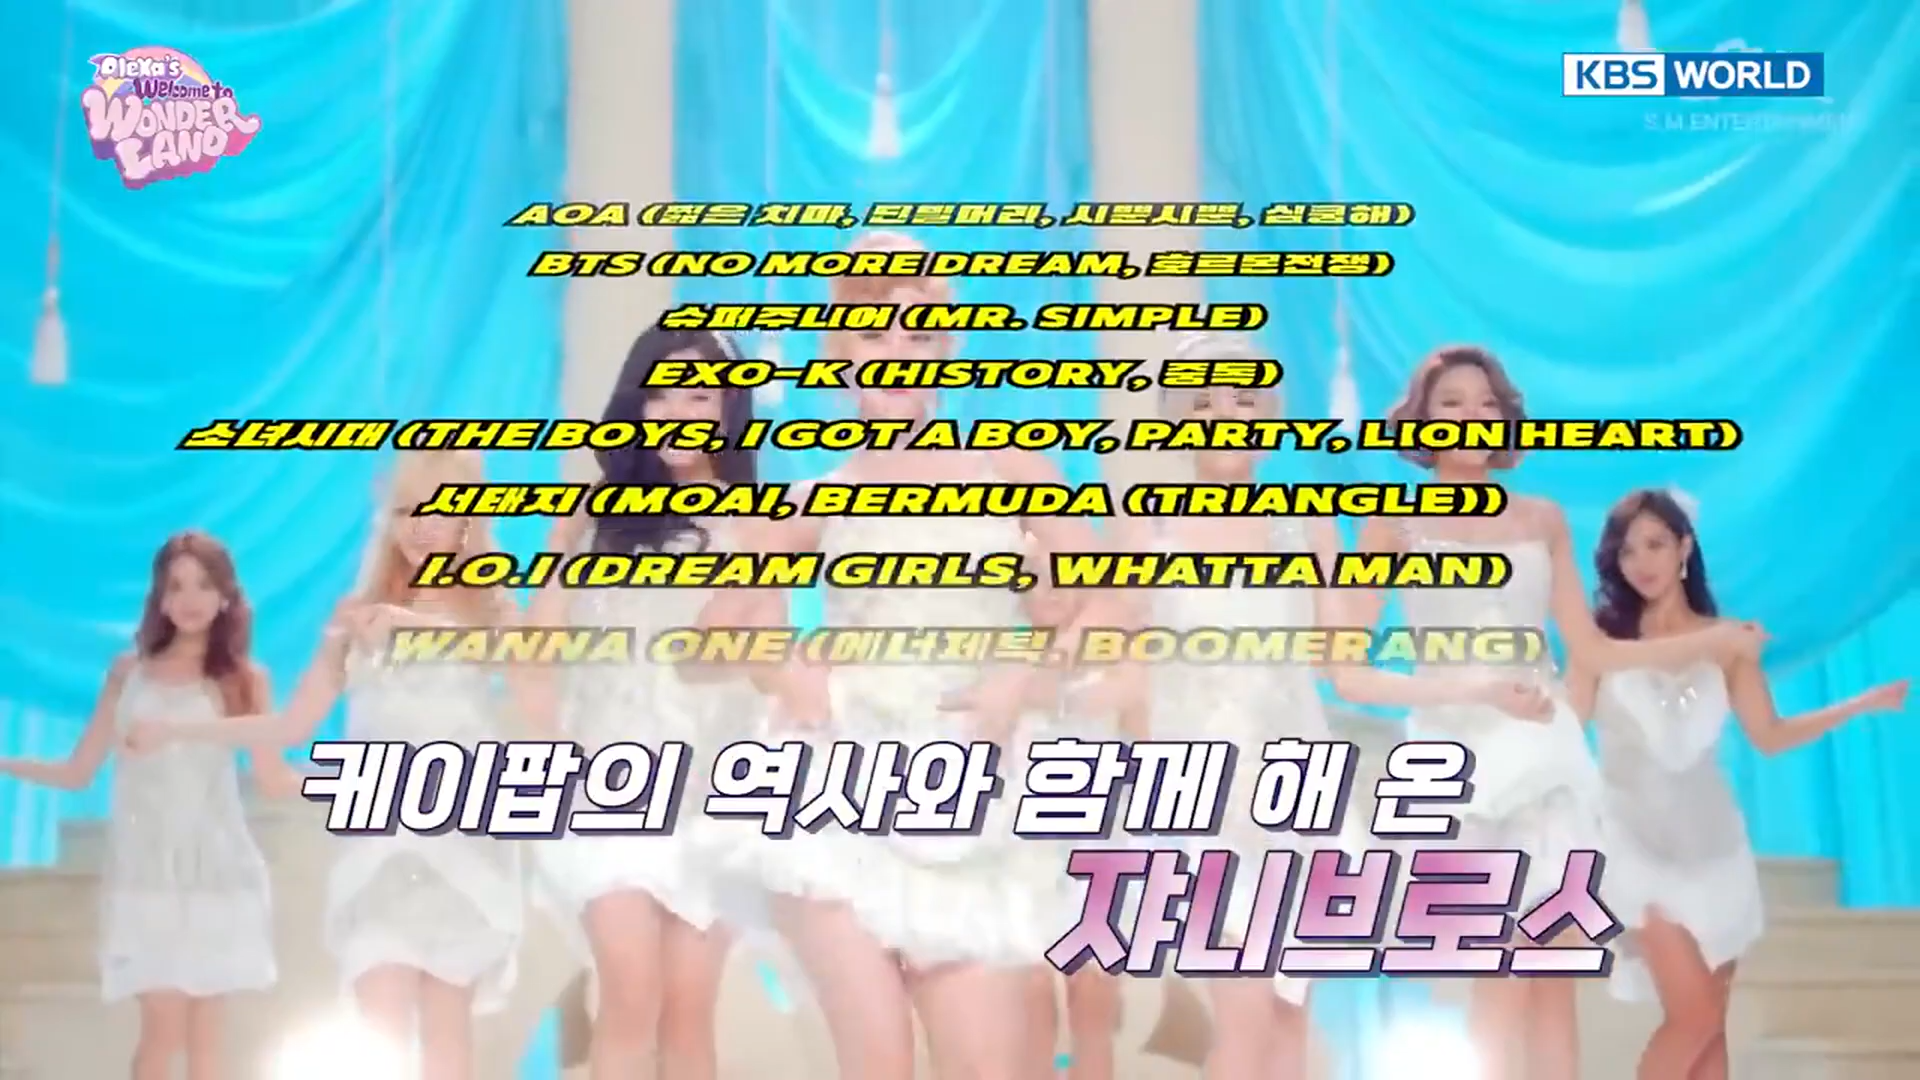 AleXa's
Welcome to
WONDER
LAND
KBS WORLD
S.M.ENTERTAINMENT
AOA (짧은 치마, 단발머리, 사뿐사뿐, 심쿵해)
BTS (NO MORE DREAM, 호르몬전쟁)
슈퍼주니어 (MR. SIMPLE)
EXO-K (HISTORY, 중독)
소녀시대 (THE BOYS, I GOT A BOY, PARTY, LION HEART)
서태지 (MOAI, BERMUDA (TRIANGLE))
I.O.I (DREAM GIRLS, WHATTA MAN)
WANNA ONE (에너제틱, BOOMERANG)
케이팝의 역사와 함께 해 온
쟈니브로스